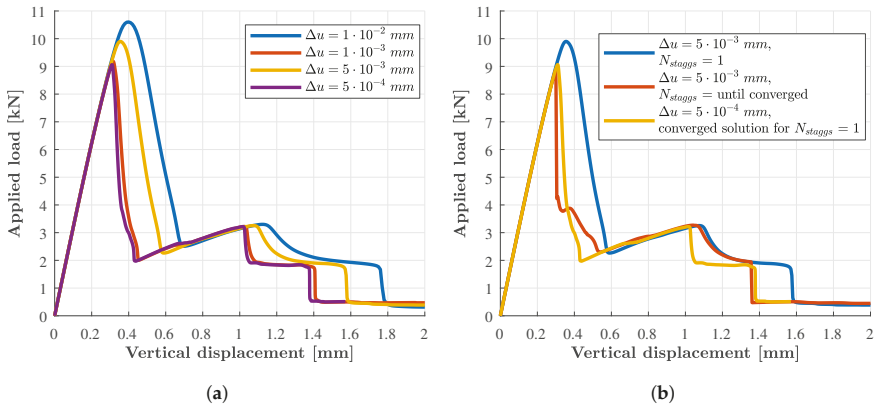 11
10
9
8
7
6
5
4
3
2
1
0
Applied load [kN]
0 0.2 0.4 0.6 0.8 1 1.2 1.4 1.6 1.8 2
Vertical displacement [mm]
Δu = 1 · 10⁻² mm
Δu = 1 · 10⁻³ mm
Δu = 5 · 10⁻³ mm
Δu = 5 · 10⁻⁴ mm
(a)
11
10
9
8
7
6
5
4
3
2
1
0
Applied load [kN]
0 0.2 0.4 0.6 0.8 1 1.2 1.4 1.6 1.8 2
Vertical displacement [mm]
Δu = 5 · 10⁻³ mm,
N_staggs = 1
Δu = 5 · 10⁻³ mm,
N_staggs = until converged
Δu = 5 · 10⁻⁴ mm,
converged solution for N_staggs = 1
(b)